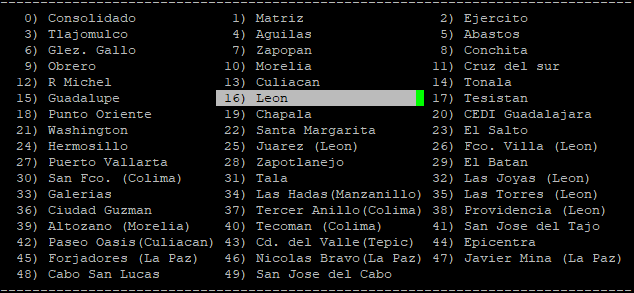 0) Consolidado 1) Matriz 2) Ejercito
3) Tlajomulco 4) Aguilas 5) Abastos
6) Glez. Gallo 7) Zapopan 8) Conchita
9) Obrero 10) Morelia 11) Cruz del sur
12) R Michel 13) Culiacan 14) Tonala
15) Guadalupe 16) Leon 17) Tesistan
18) Punto Oriente 19) Chapala 20) CEDI Guadalajara
21) Washington 22) Santa Margarita 23) El Salto
24) Hermosillo 25) Juarez (Leon) 26) Fco. Villa (Leon)
27) Puerto Vallarta 28) Zapotlanejo 29) El Batan
30) San Fco. (Colima) 31) Tala 32) Las Joyas (Leon)
33) Galerias 34) Las Hadas(Manzanillo) 35) Las Torres (Leon)
36) Ciudad Guzman 37) Tercer Anillo(Colima) 38) Providencia (Leon)
39) Altozano (Morelia) 40) Tecoman (Colima) 41) San Jose del Tajo
42) Paseo Oasis(Culiacan) 43) Cd. del Valle(Tepic) 44) Epicentra
45) Forjadores (La Paz) 46) Nicolas Bravo(La Paz) 47) Javier Mina (La Paz)
48) Cabo San Lucas 49) San Jose del Cabo